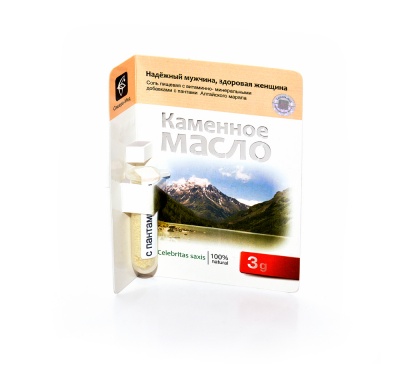 Надёжный мужчина, здоровая женщина
Соль пищевая с витаминно- минеральными
добавками с пантами Алтайского марала
Каменное
масло
с пантам
Celebritas saxis
100%
natural
3g